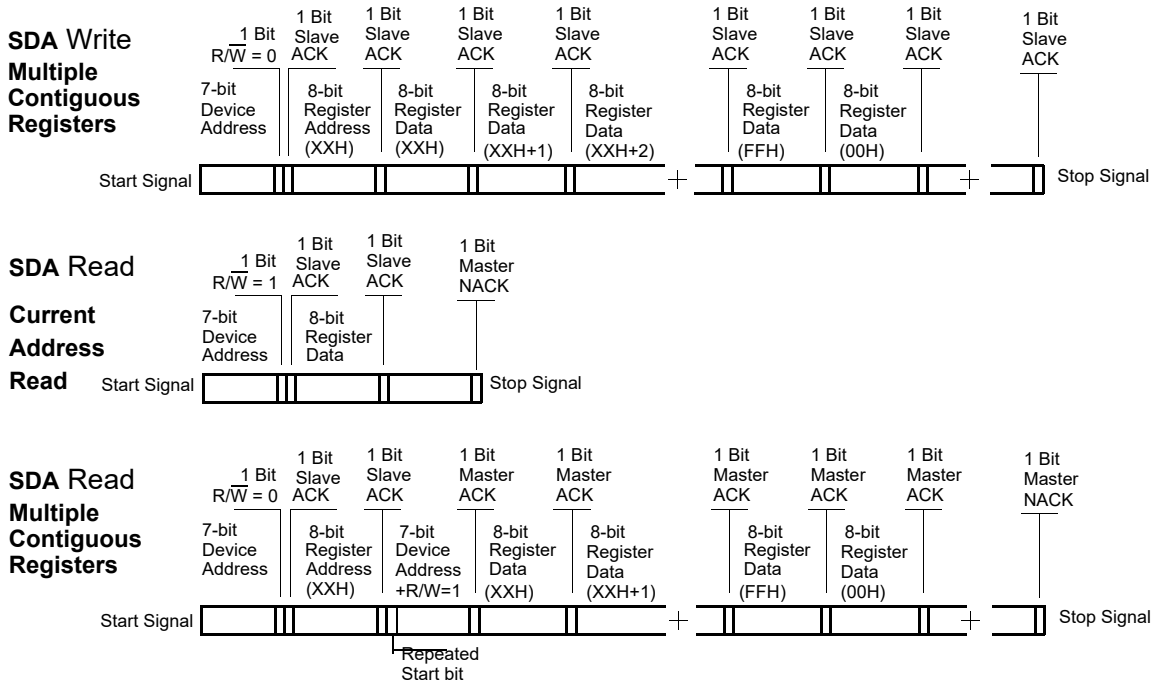 SDA Write
Multiple
Contiguous
Registers
1 Bit
R/W = 0
1 Bit
Slave
ACK
1 Bit
Slave
ACK
1 Bit
Slave
ACK
1 Bit
Slave
ACK
1 Bit
Slave
ACK
1 Bit
Slave
ACK
1 Bit
Slave
ACK
1 Bit
Slave
ACK
7-bit
Device
Address
8-bit
Register
Address
(XXH)
8-bit
Register
Data
(XXH)
8-bit
Register
Data
(XXH+1)
8-bit
Register
Data
(XXH+2)
8-bit
Register
Data
(FFH)
8-bit
Register
Data
(00H)
Start Signal
Stop Signal
SDA Read
Current
Address
Read
1 Bit
R/W = 1
1 Bit
Slave
ACK
1 Bit
Slave
ACK
1 Bit
Master
NACK
7-bit
Device
Address
8-bit
Register
Data
Start Signal
Stop Signal
SDA Read
Multiple
Contiguous
Registers
1 Bit
R/W = 0
1 Bit
Slave
ACK
1 Bit
Slave
ACK
1 Bit
Master
ACK
1 Bit
Master
ACK
1 Bit
Master
ACK
1 Bit
Master
ACK
1 Bit
Master
ACK
1 Bit
Master
NACK
7-bit
Device
Address
8-bit
Register
Address
(XXH)
7-bit
Device
Address
+R/W=1
8-bit
Register
Data
(XXH)
8-bit
Register
Data
(XXH+1)
8-bit
Register
Data
(FFH)
8-bit
Register
Data
(00H)
Start Signal
Stop Signal
Repeated
Start bit